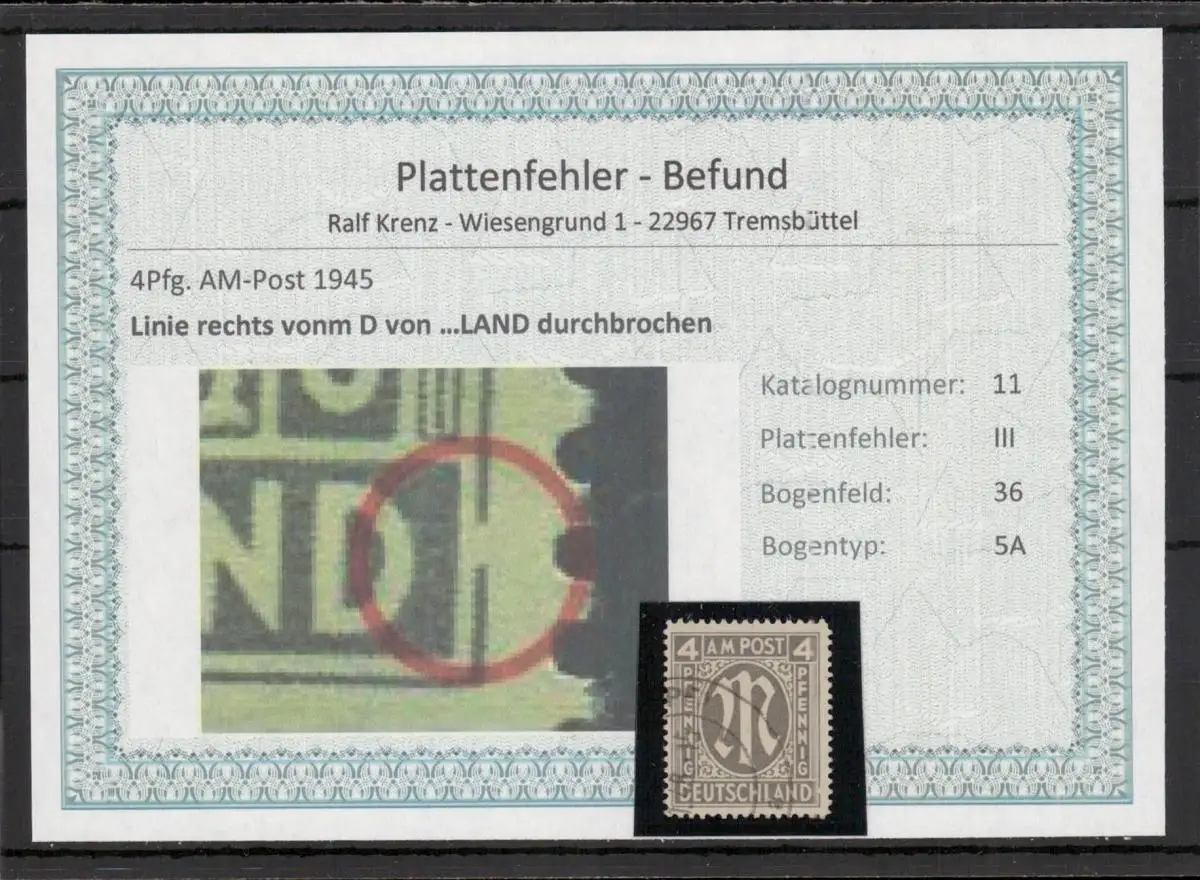 Plattenfehler - Befund
Ralf Krenz - Wiesengrund 1 - 22967 Tremsbüttel
4Pfg. AM-Post 1945
Linie rechts vonm D von ...LAND durchbrochen
Katalognummer: 11
Plattenfehler: III
Bogenfeld: 36
Bogentyp: 5A
ND
4 AM POST 4
PFENNIG
M
PFENNIG
DEUTSCHLAND